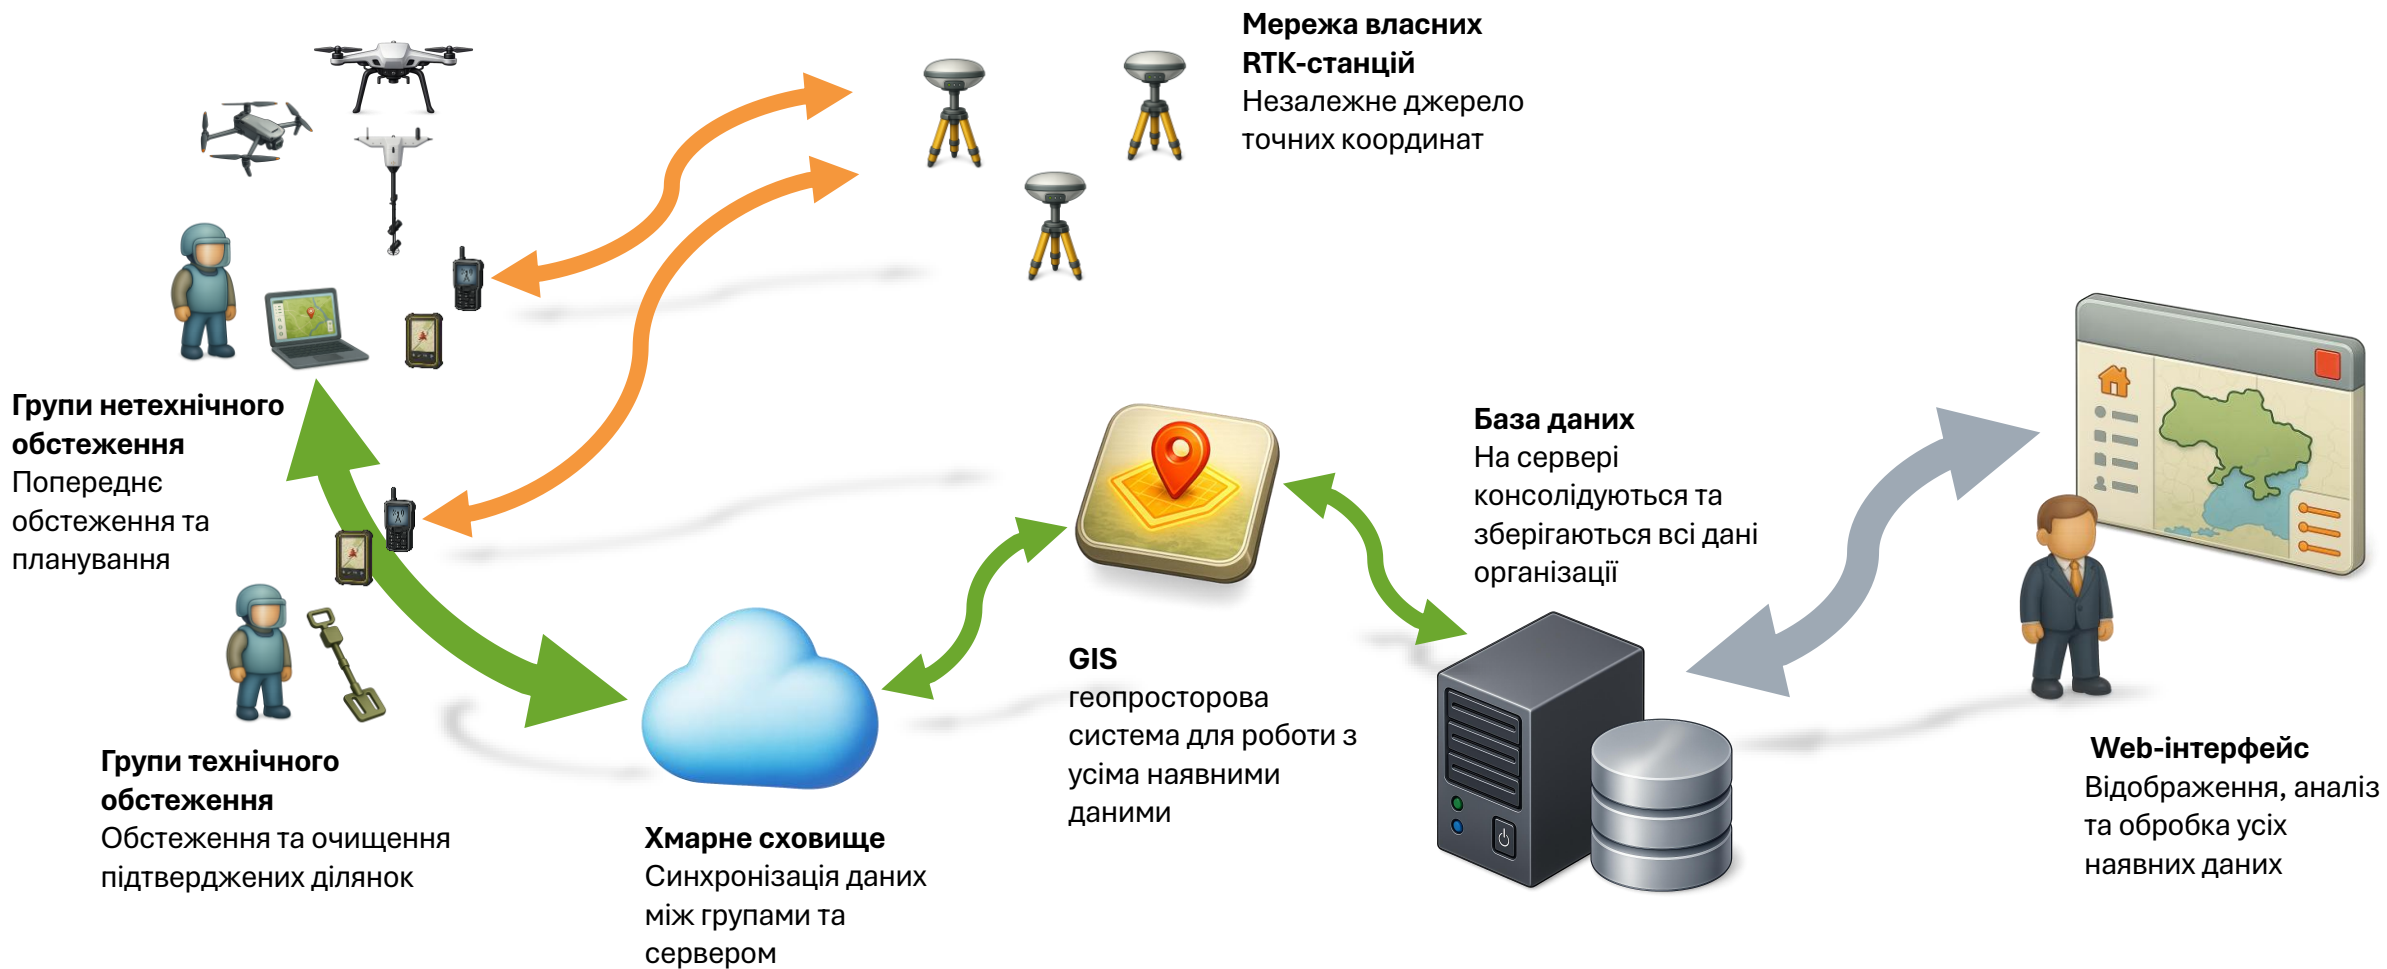 Мережа власних
RTK-станцій
Незалежне джерело
точних координат
Групи нетехнічного
обстеження
Попереднє
обстеження та
планування
Групи технічного
обстеження
Обстеження та очищення
підтверджених ділянок
Хмарне сховище
Синхронізація даних
між групами та
сервером
GIS
геопросторова
система для роботи з
усіма наявними
даними
База даних
На сервері
консолідуються та
зберігаються всі дані
організації
Web-інтерфейс
Відображення, аналіз
та обробка усіх
наявних даних